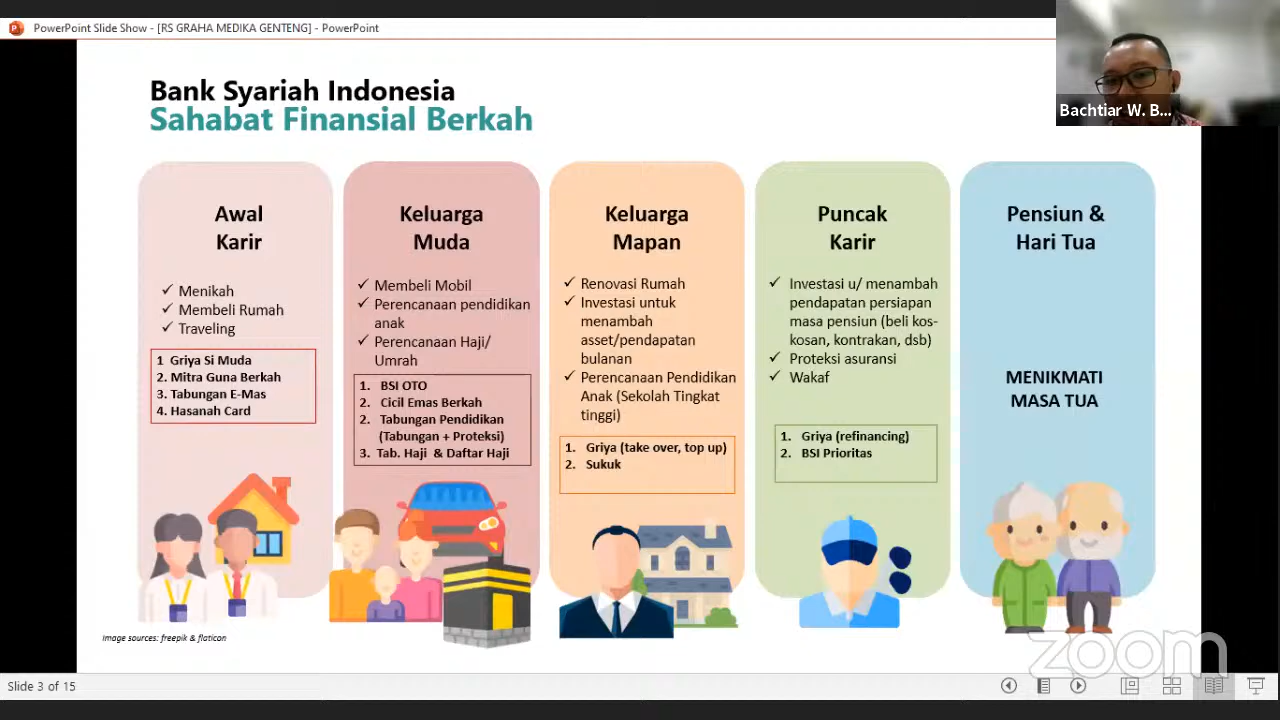 PowerPoint Slide Show - [RS GRAHA MEDIKA GENTENG] - PowerPoint
Bachtiar W. B...
Bank Syariah Indonesia
Sahabat Finansial Berkah
Awal
Karir
✓ Menikah
✓ Membeli Rumah
✓ Traveling
1 Griya Si Muda
2. Mitra Guna Berkah
3. Tabungan E-Mas
4. Hasanah Card
Keluarga
Muda
✓ Membeli Mobil
✓ Perencanaan pendidikan
anak
✓ Perencanaan Haji/
Umrah
1. BSI OTO
2. Cicil Emas Berkah
2. Tabungan Pendidikan
(Tabungan + Proteksi)
3. Tab. Haji & Daftar Haji
Keluarga
Mapan
✓ Renovasi Rumah
✓ Investasi untuk
menambah
asset/pendapatan
bulanan
✓ Perencanaan Pendidikan
Anak (Sekolah Tingkat
tinggi)
1. Griya (take over, top up)
2. Sukuk
Puncak
Karir
✓ Investasi u/ menambah
pendapatan persiapan
masa pensiun (beli kos-
kosan, kontrakan, dsb)
✓ Proteksi asuransi
✓ Wakaf
1. Griya (refinancing)
2. BSI Prioritas
Pensiun &
Hari Tua
MENIKMATI
MASA TUA
image sources: freepik & flaticon
zoom
Slide 3 of 15